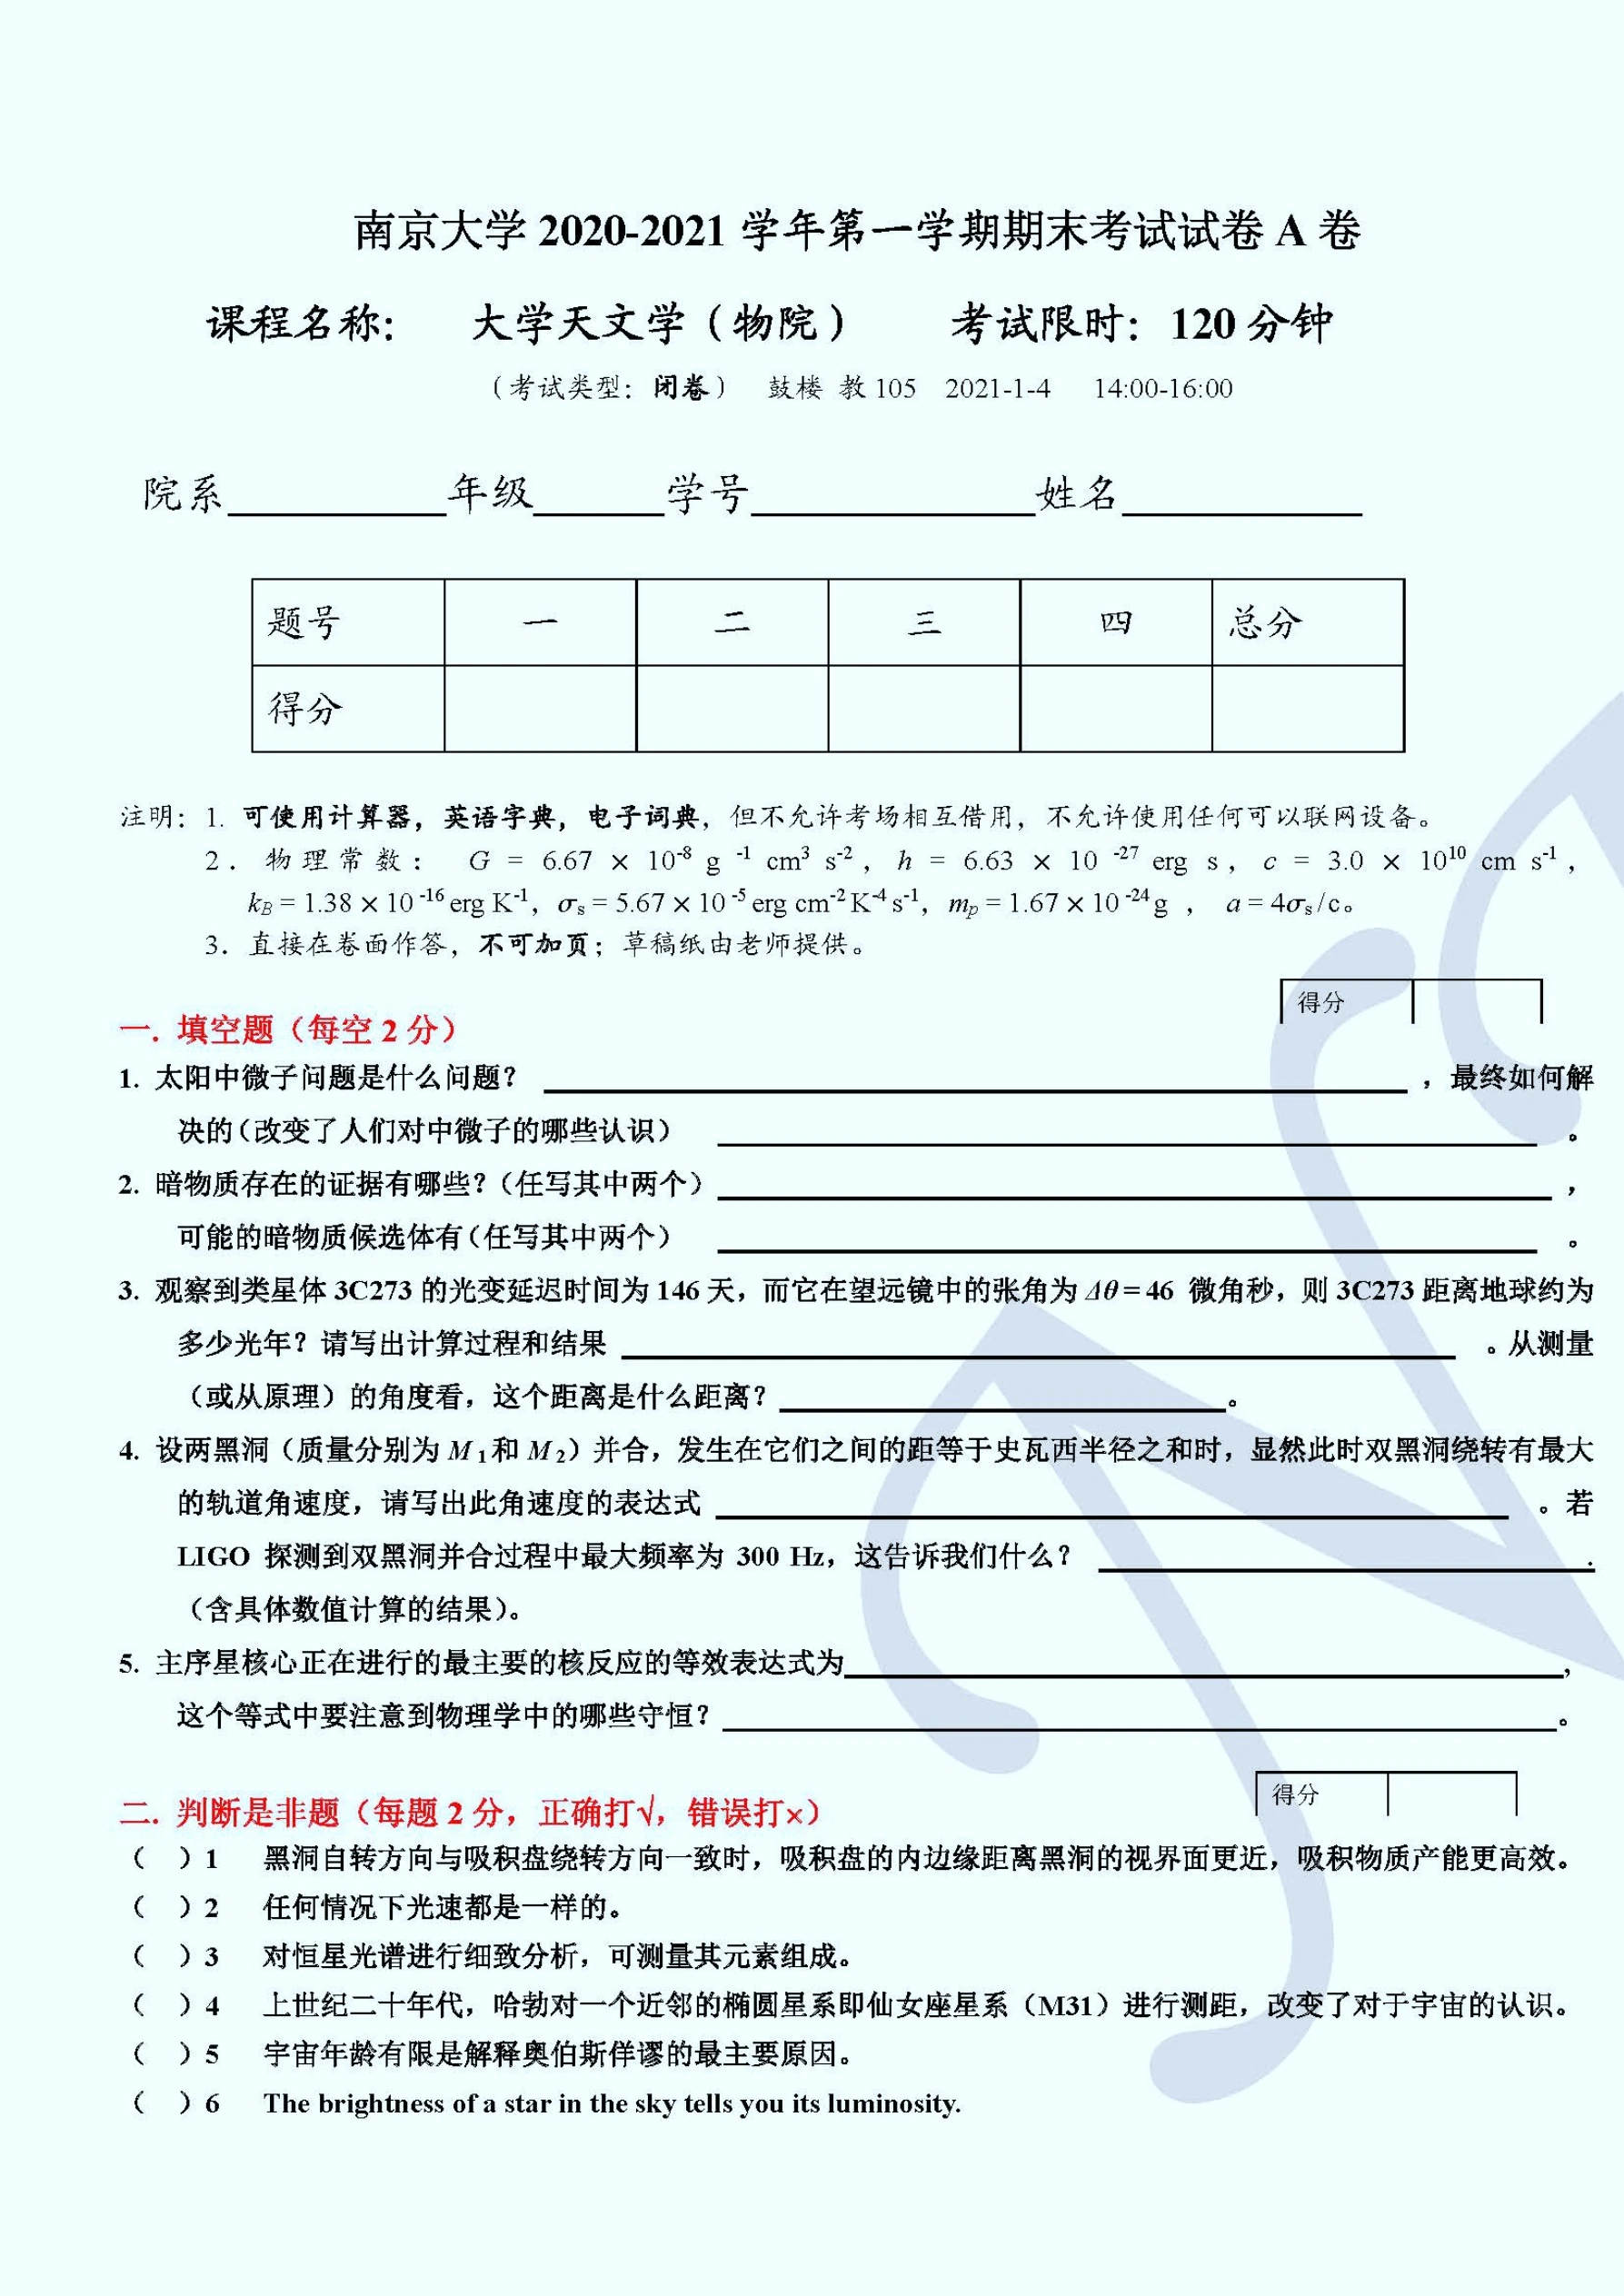 南京大学 2020-2021 学年第一学期期末考试试卷 A 卷
课程名称： 大学天文学（物院） 考试限时：120 分钟
（考试类型：闭卷） 鼓楼 教 105 2021-1-4 14:00-16:00
院系 年级 学号 姓名
题号 一 二 三 四 总分
得分
注明：1. 可使用计算器，英语字典，电子词典，但不允许考场相互借用，不允许使用任何可以联网设备。
2．物理常数： G = 6.67 × 10⁻⁸ g ⁻¹ cm³ s⁻²，h = 6.63 × 10 ⁻²⁷ erg s，c = 3.0 × 10¹⁰ cm s⁻¹，
k_B = 1.38 × 10 ⁻¹⁶ erg K⁻¹，σₛ = 5.67 × 10 ⁻⁵ erg cm⁻² K⁻⁴ s⁻¹，mₚ = 1.67 × 10 ⁻²⁴ g ， a = 4σₛ/c。
3．直接在卷面作答，不可加页；草稿纸由老师提供。
得分
一. 填空题（每空 2 分）
1. 太阳中微子问题是什么问题？ ，最终如何解
决的（改变了人们对中微子的哪些认识） 。
2. 暗物质存在的证据有哪些？（任写其中两个） ，
可能的暗物质候选体有（任写其中两个） 。
3. 观察到类星体 3C273 的光变延迟时间为 146 天，而它在望远镜中的张角为 Δθ = 46 微角秒，则 3C273 距离地球约为
多少光年？请写出计算过程和结果 。从测量
（或从原理）的角度看，这个距离是什么距离？ 。
4. 设两黑洞（质量分别为 M ₁ 和 M ₂）并合，发生在它们之间的距等于史瓦西半径之和时，显然此时双黑洞绕转有最大
的轨道角速度，请写出此角速度的表达式 。若
LIGO 探测到双黑洞并合过程中最大频率为 300 Hz，这告诉我们什么？ .
（含具体数值计算的结果）。
5. 主序星核心正在进行的最主要的核反应的等效表达式为 ,
这个等式中要注意到物理学中的哪些守恒？ 。
得分
二. 判断是非题（每题 2 分，正确打√，错误打×）
（ ）1 黑洞自转方向与吸积盘绕转方向一致时，吸积盘的内边缘距离黑洞的视界面更近，吸积物质产能更高效。
（ ）2 任何情况下光速都是一样的。
（ ）3 对恒星光谱进行细致分析，可测量其元素组成。
（ ）4 上世纪二十年代，哈勃对一个近邻的椭圆星系即仙女座星系（M31）进行测距，改变了对于宇宙的认识。
（ ）5 宇宙年龄有限是解释奥伯斯佯谬的最主要原因。
（ ）6 The brightness of a star in the sky tells you its luminosity.